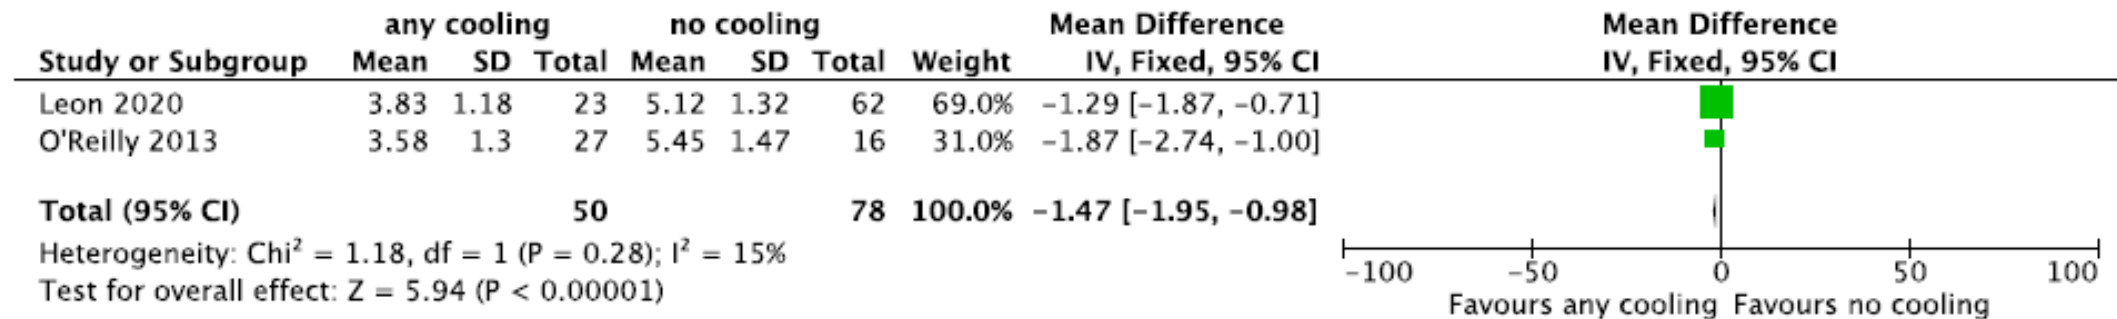 any cooling no cooling Mean Difference Mean Difference
Study or Subgroup Mean SD Total Mean SD Total Weight IV, Fixed, 95% CI IV, Fixed, 95% CI
Leon 2020 3.83 1.18 23 5.12 1.32 62 69.0% −1.29 [−1.87, −0.71]
O'Reilly 2013 3.58 1.3 27 5.45 1.47 16 31.0% −1.87 [−2.74, −1.00]
Total (95% CI) 50 78 100.0% −1.47 [−1.95, −0.98]
Heterogeneity: Chi² = 1.18, df = 1 (P = 0.28); I² = 15%
Test for overall effect: Z = 5.94 (P < 0.00001)
−100 −50 0 50 100
Favours any cooling Favours no cooling